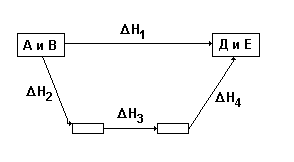 ΔH₁
А и В
Д и Е
ΔH₂
ΔH₃
ΔH₄